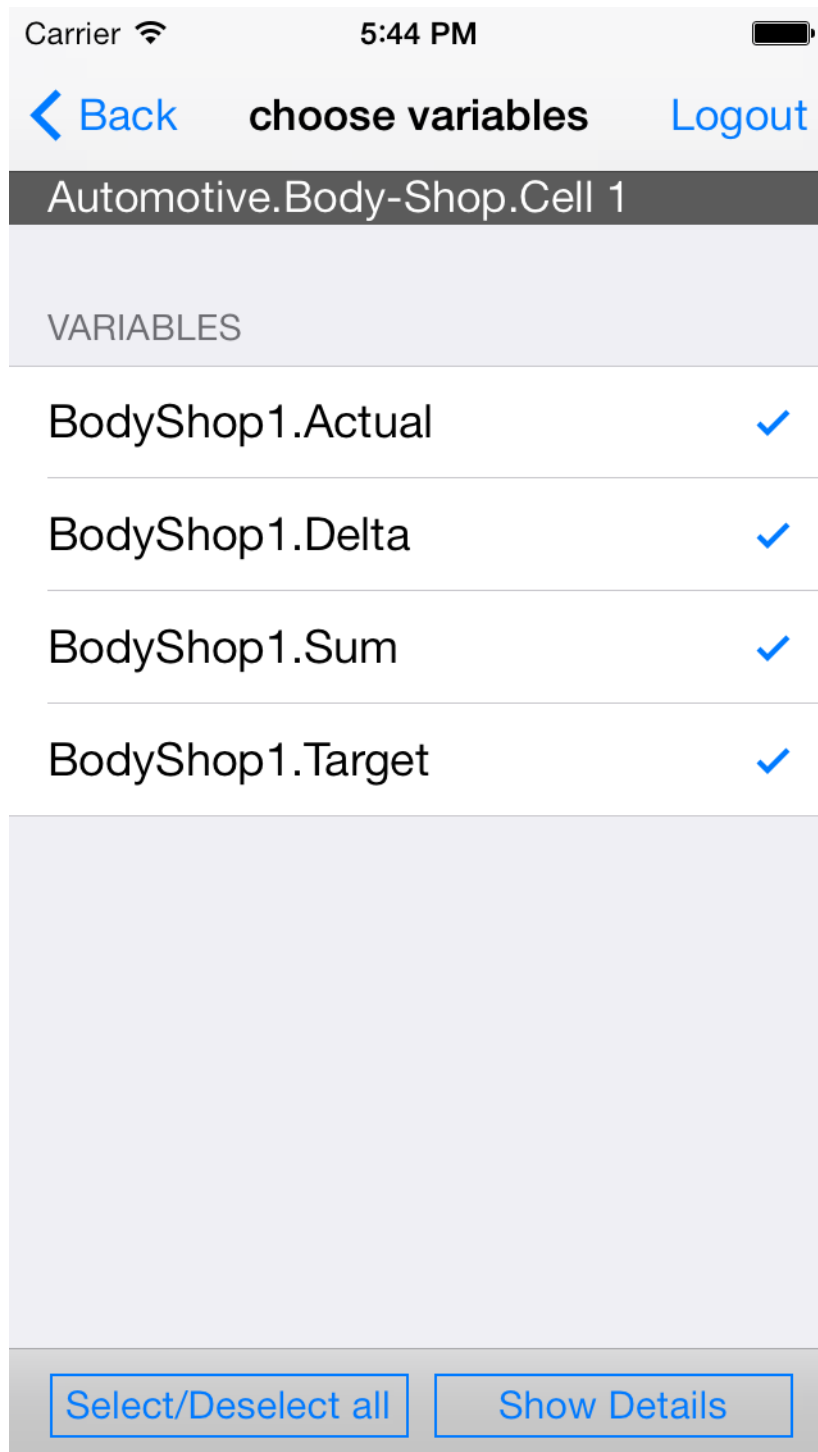 Carrier 5:44 PM
Back choose variables Logout
Automotive.Body-Shop.Cell 1
VARIABLES
BodyShop1.Actual
BodyShop1.Delta
BodyShop1.Sum
BodyShop1.Target
Select/Deselect all Show Details